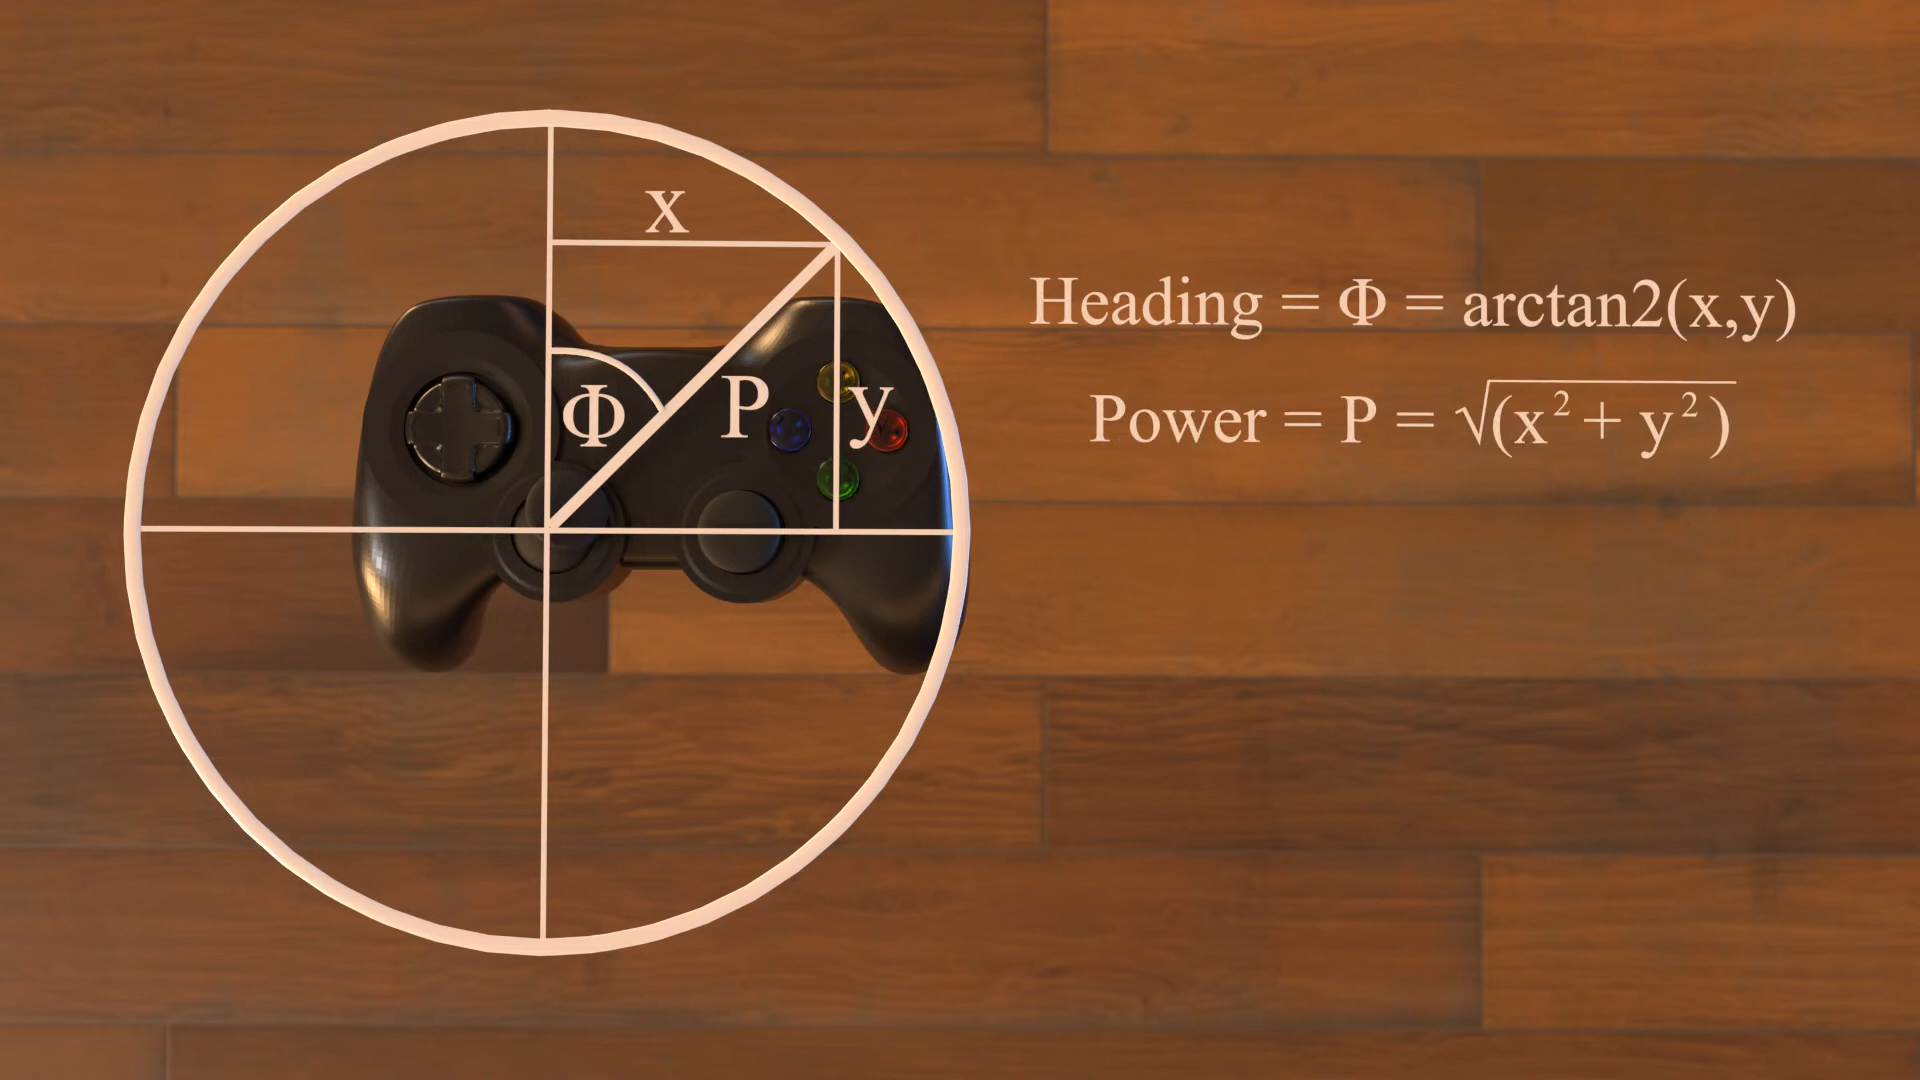 x
Φ
P
y
Heading = Φ = arctan2(x,y)
Power = P = √(x² + y²)